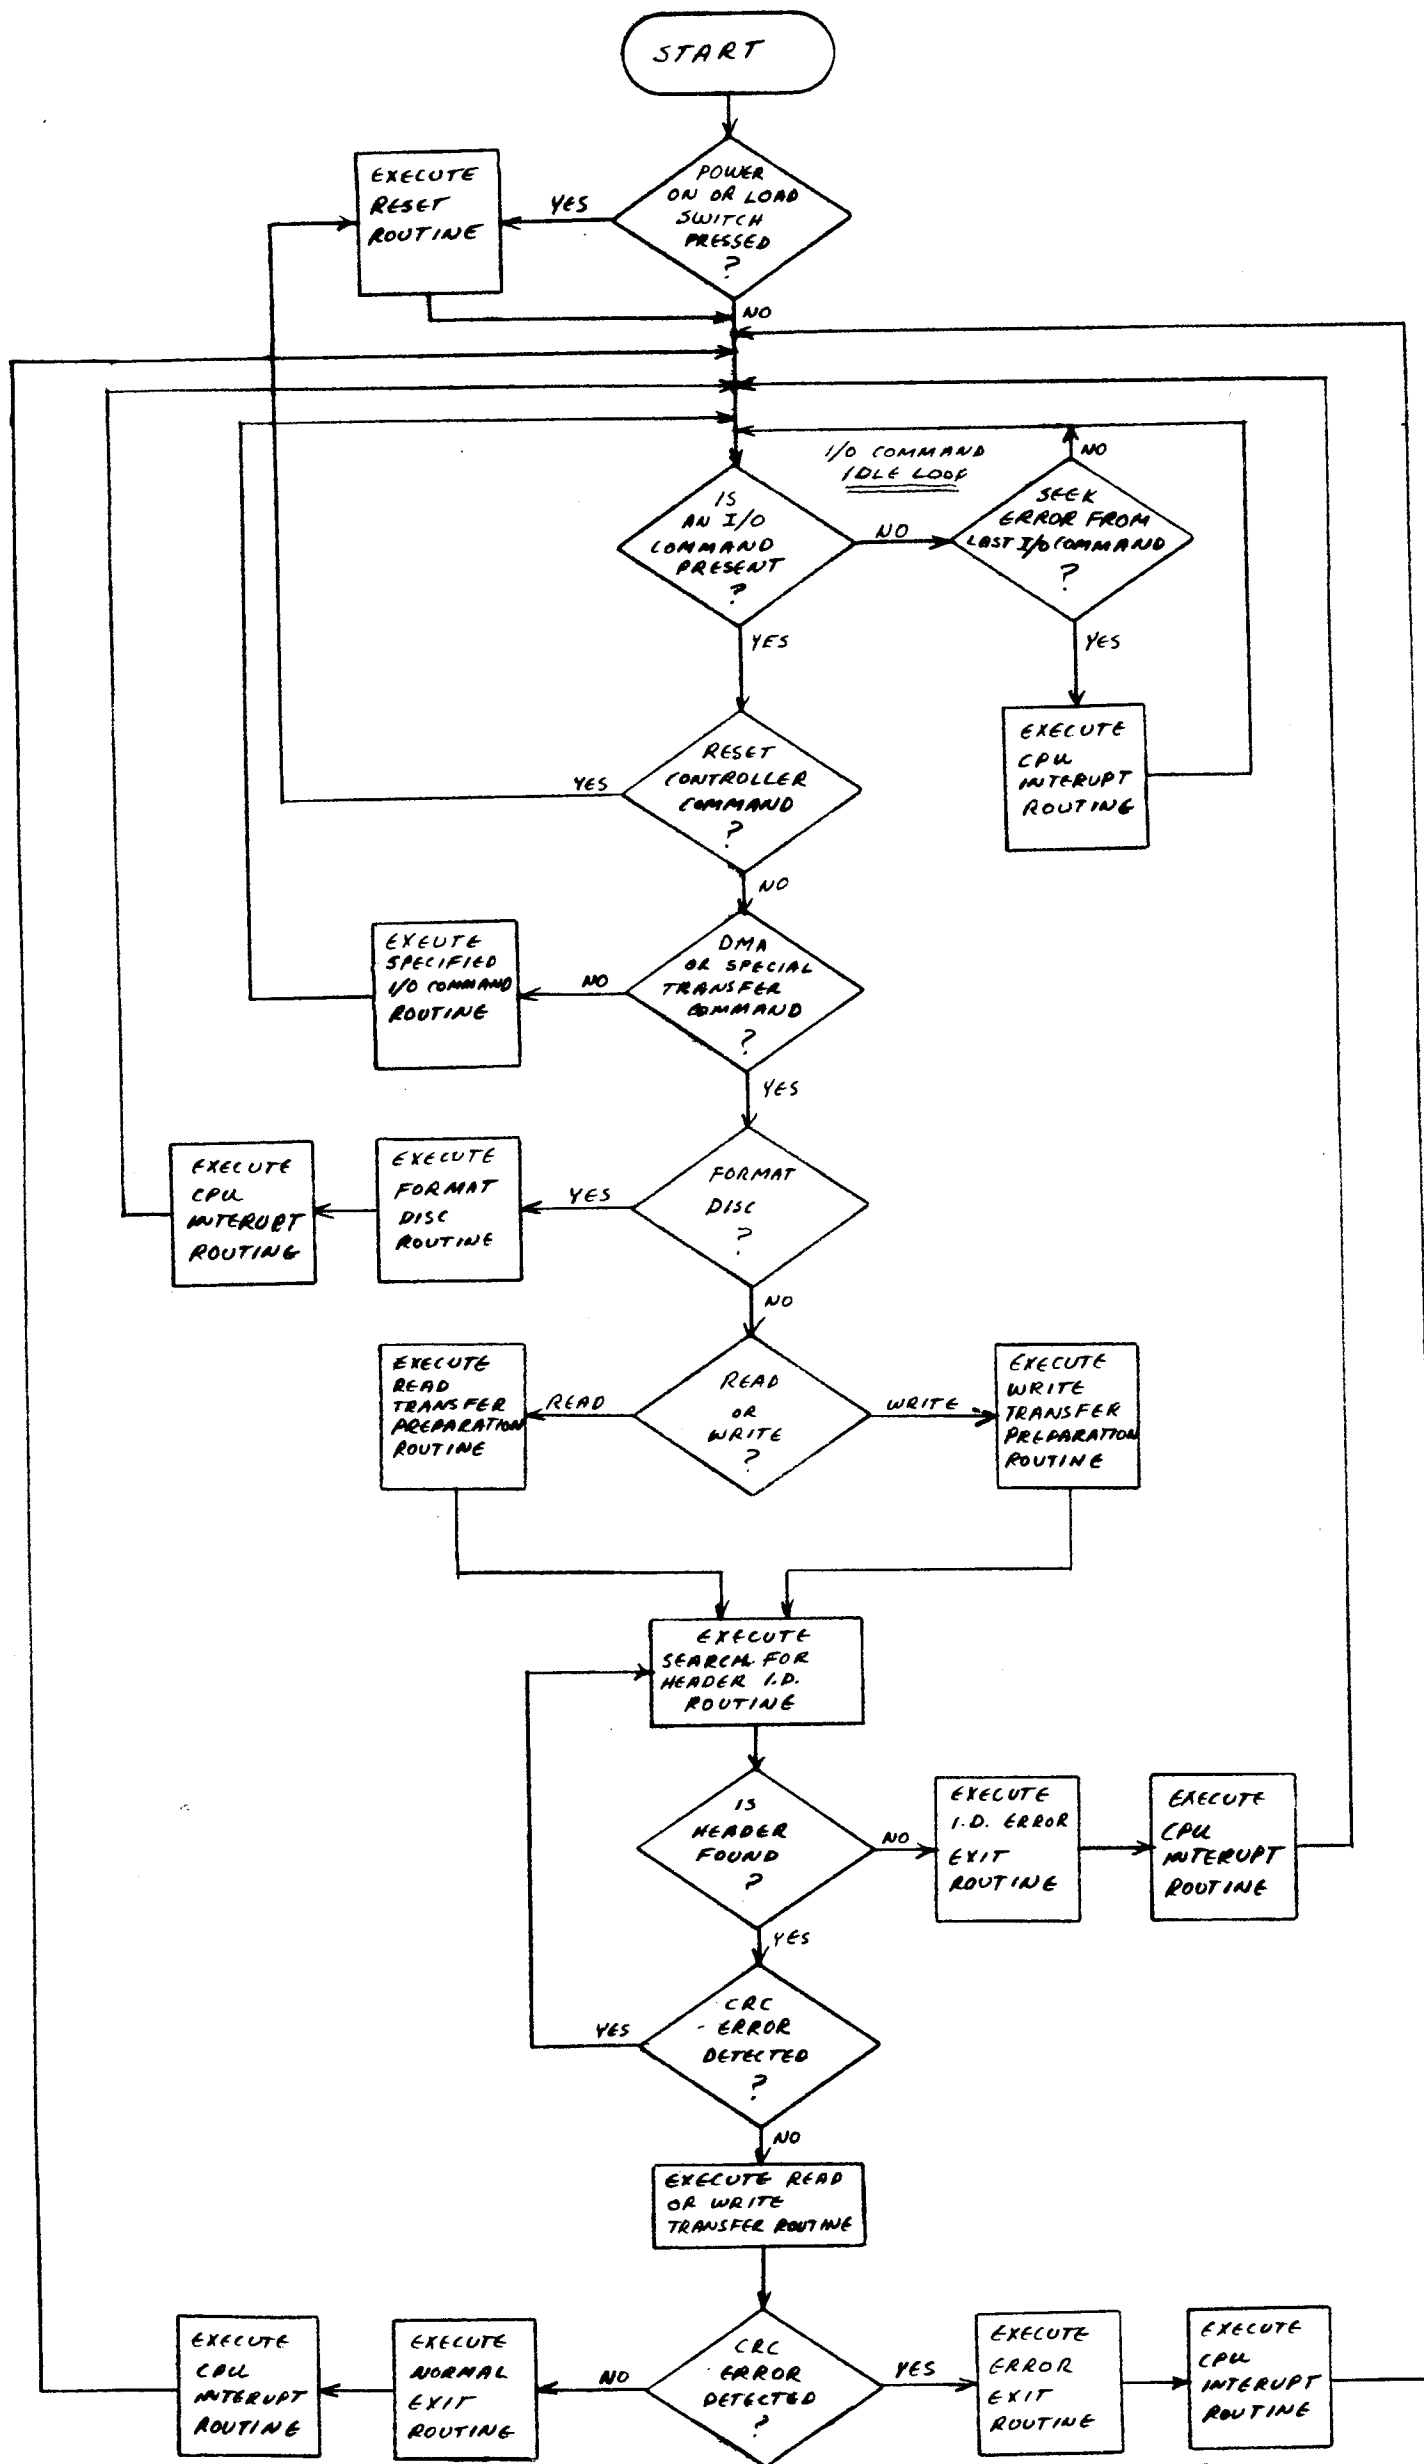 START
POWER
ON OR LOAD
SWITCH
PRESSED
?
YES
EXECUTE
RESET
ROUTINE
NO
I/O COMMAND
IDLE LOOP
IS
AN I/O
COMMAND
PRESENT
?
NO
SEEK
ERROR FROM
LAST I/O COMMAND
?
NO
YES
EXECUTE
CPU
INTERUPT
ROUTING
YES
RESET
CONTROLLER
COMMAND
?
YES
NO
DMA
OR SPECIAL
TRANSFER
COMMAND
?
NO
EXEUTE
SPECIFIED
I/O COMMAND
ROUTINE
YES
FORMAT
DISC
?
YES
EXECUTE
FORMAT
DISC
ROUTINE
EXECUTE
CPU
INTERUPT
ROUTING
NO
READ
OR
WRITE
?
READ
EXECUTE
READ
TRANSFER
PREPARATION
ROUTINE
WRITE
EXECUTE
WRITE
TRANSFER
PREPARATION
ROUTINE
EXECUTE
SEARCH FOR
HEADER I.D.
ROUTINE
IS
HEADER
FOUND
?
NO
EXECUTE
I.D. ERROR
EXIT
ROUTINE
EXECUTE
CPU
INTERUPT
ROUTINE
YES
CRC
ERROR
DETECTED
?
YES
NO
EXECUTE READ
OR WRITE
TRANSFER ROUTINE
CRC
ERROR
DETECTED
?
NO
EXECUTE
NORMAL
EXIT
ROUTINE
EXECUTE
CPU
INTERUPT
ROUTINE
YES
EXECUTE
ERROR
EXIT
ROUTINE
EXECUTE
CPU
INTERUPT
ROUTINE